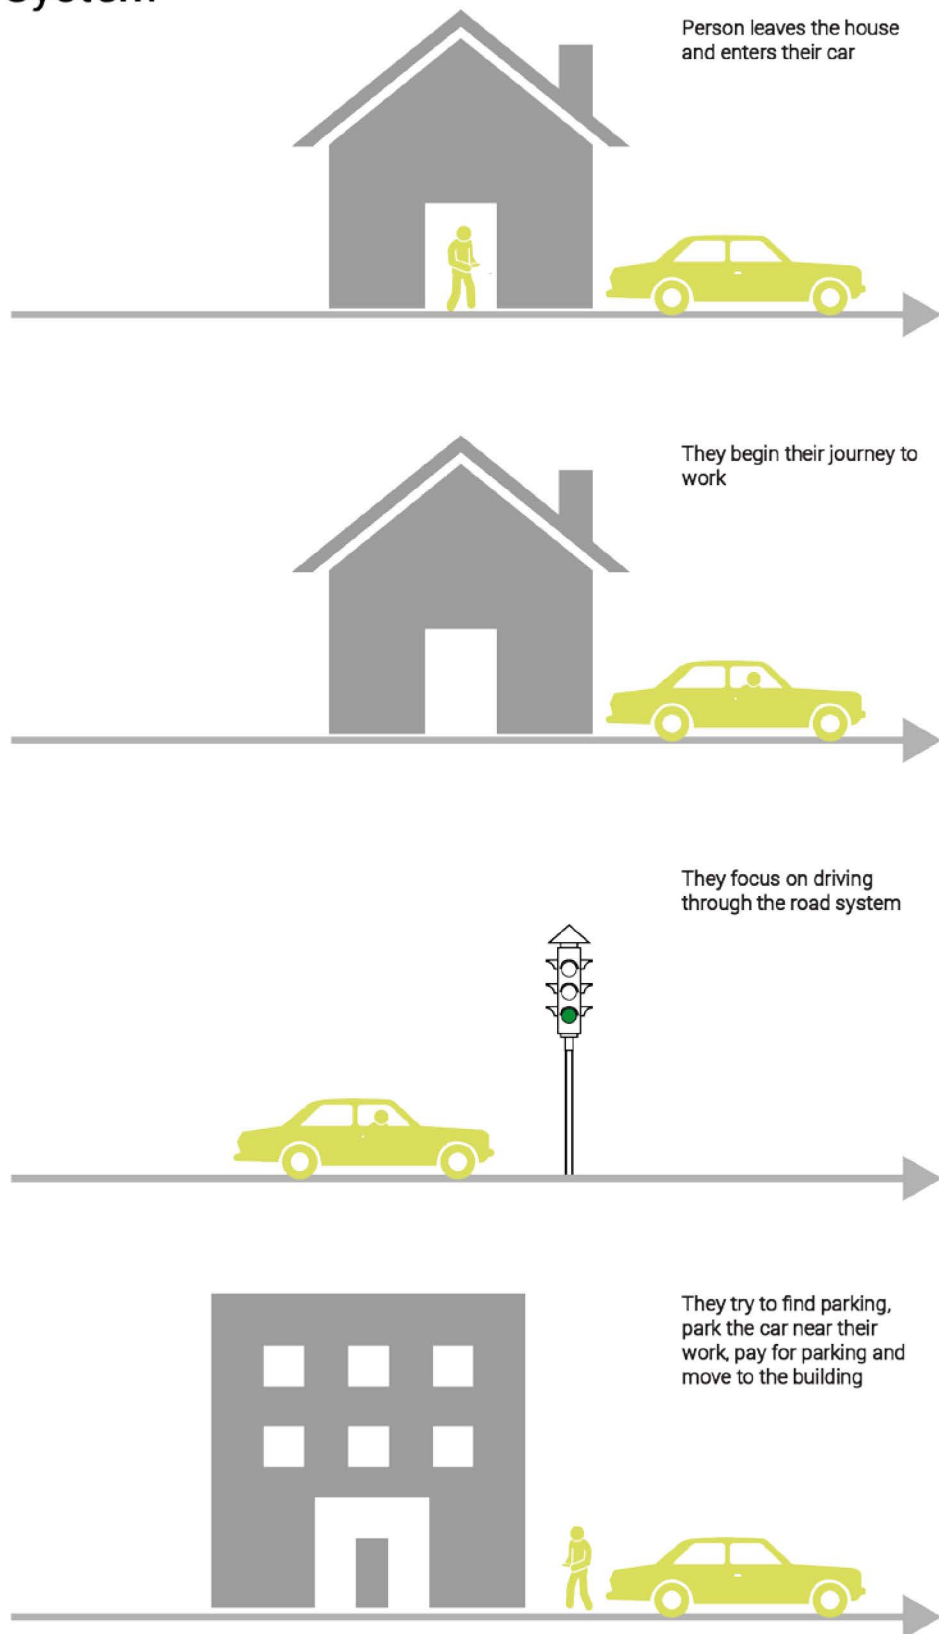 System
Person leaves the house
and enters their car
They begin their journey to
work
They focus on driving
through the road system
They try to find parking,
park the car near their
work, pay for parking and
move to the building